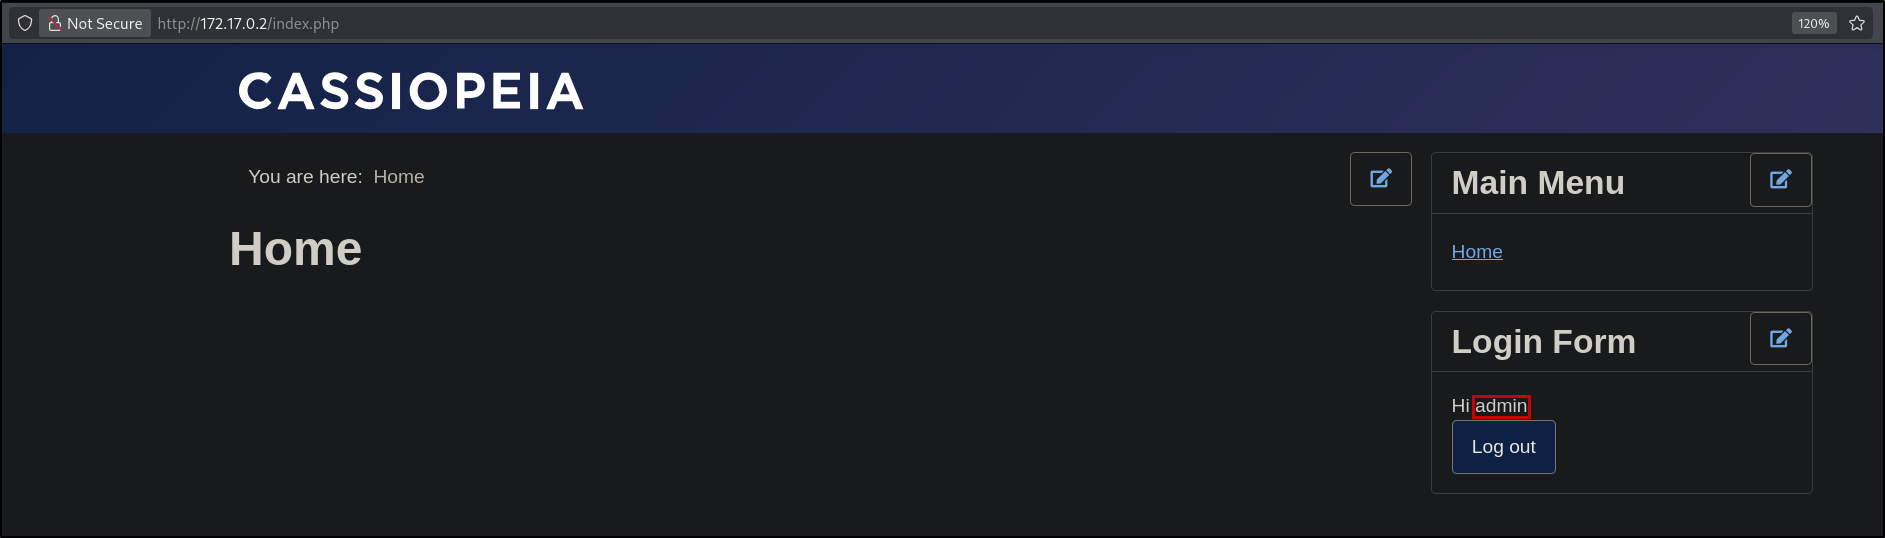 Not Secure http://172.17.0.2/index.php 120%
CASSIOPEIA
You are here: Home
Home
Main Menu
Home
Login Form
Hi admin
Log out